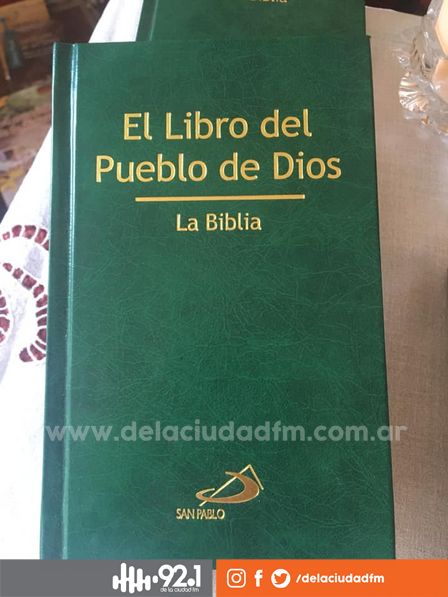 Biblia
El Libro del
Pueblo de Dios
La Biblia
www.delaciudadfm.com.ar
SAN PABLO
92.1
de la ciudad fm
/delaciudadfm